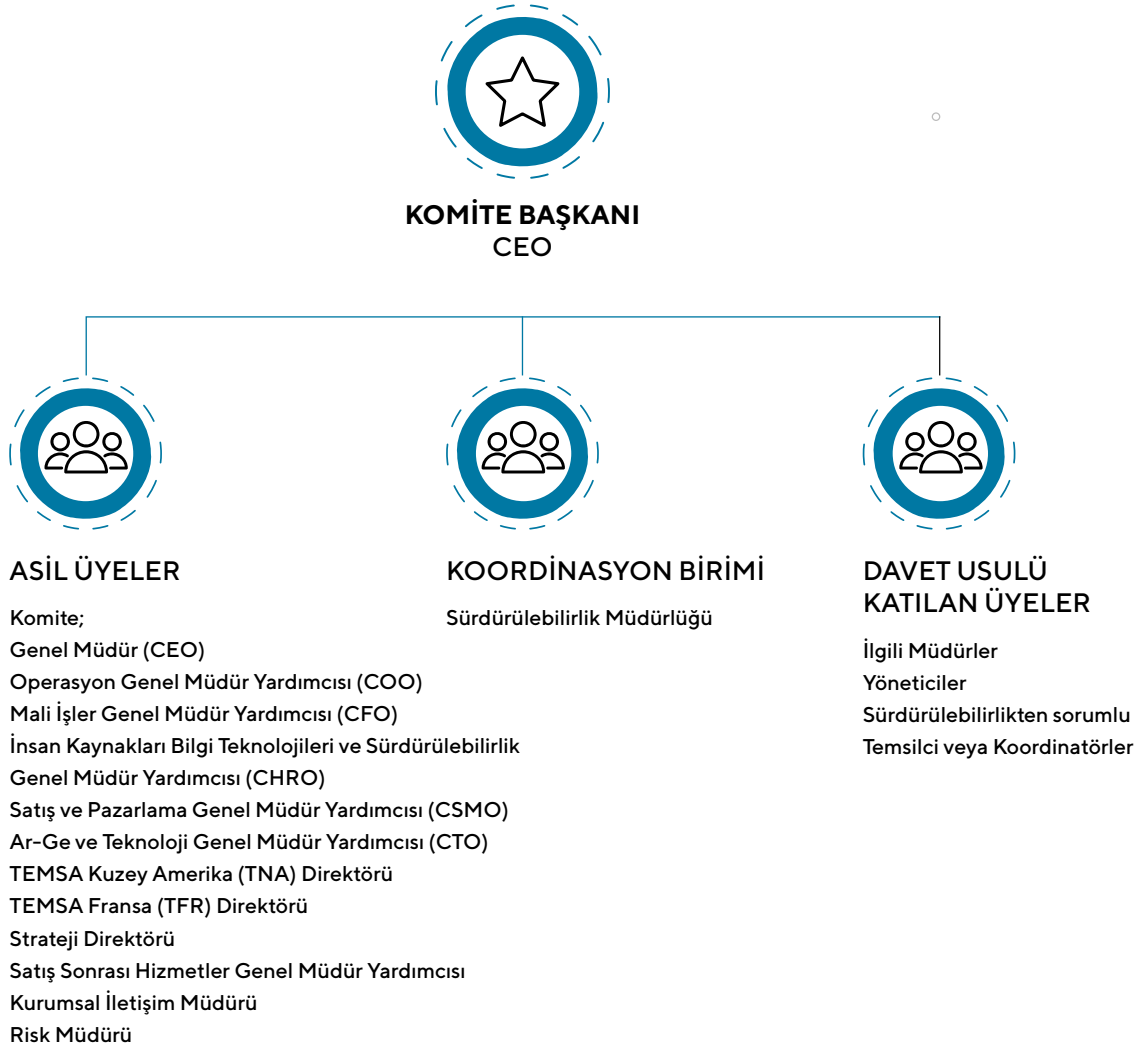 KOMİTE BAŞKANI
CEO
ASİL ÜYELER
Komite;
Genel Müdür (CEO)
Operasyon Genel Müdür Yardımcısı (COO)
Mali İşler Genel Müdür Yardımcısı (CFO)
İnsan Kaynakları Bilgi Teknolojileri ve Sürdürülebilirlik
Genel Müdür Yardımcısı (CHRO)
Satış ve Pazarlama Genel Müdür Yardımcısı (CSMO)
Ar-Ge ve Teknoloji Genel Müdür Yardımcısı (CTO)
TEMSA Kuzey Amerika (TNA) Direktörü
TEMSA Fransa (TFR) Direktörü
Strateji Direktörü
Satış Sonrası Hizmetler Genel Müdür Yardımcısı
Kurumsal İletişim Müdürü
Risk Müdürü
KOORDİNASYON BİRİMİ
Sürdürülebilirlik Müdürlüğü
DAVET USULÜ
KATILAN ÜYELER
İlgili Müdürler
Yöneticiler
Sürdürülebilirlikten sorumlu
Temsilci veya Koordinatörler